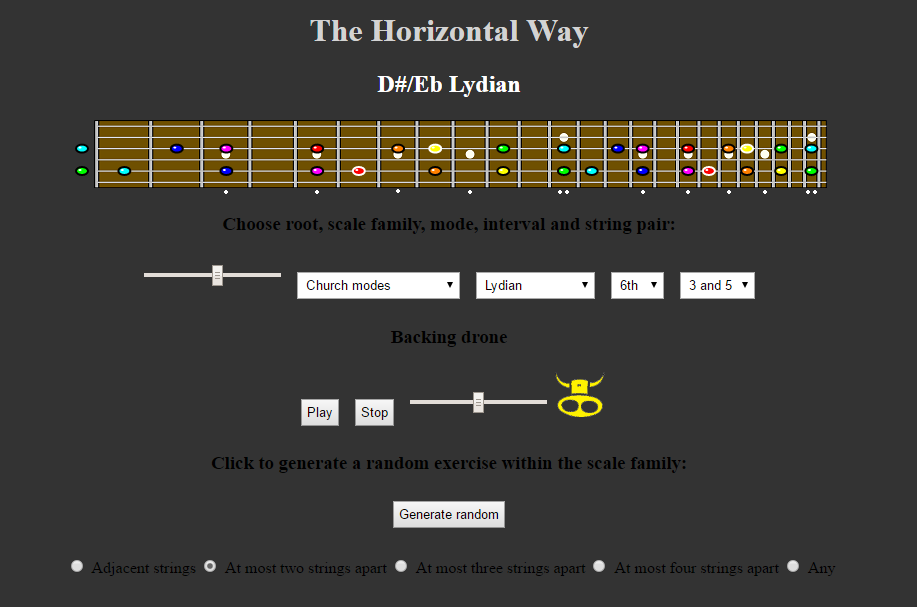 The Horizontal Way
D#/Eb Lydian
Choose root, scale family, mode, interval and string pair:
Church modes Lydian 6th 3 and 5
Backing drone
Play Stop
Click to generate a random exercise within the scale family:
Generate random
Adjacent strings At most two strings apart At most three strings apart At most four strings apart Any